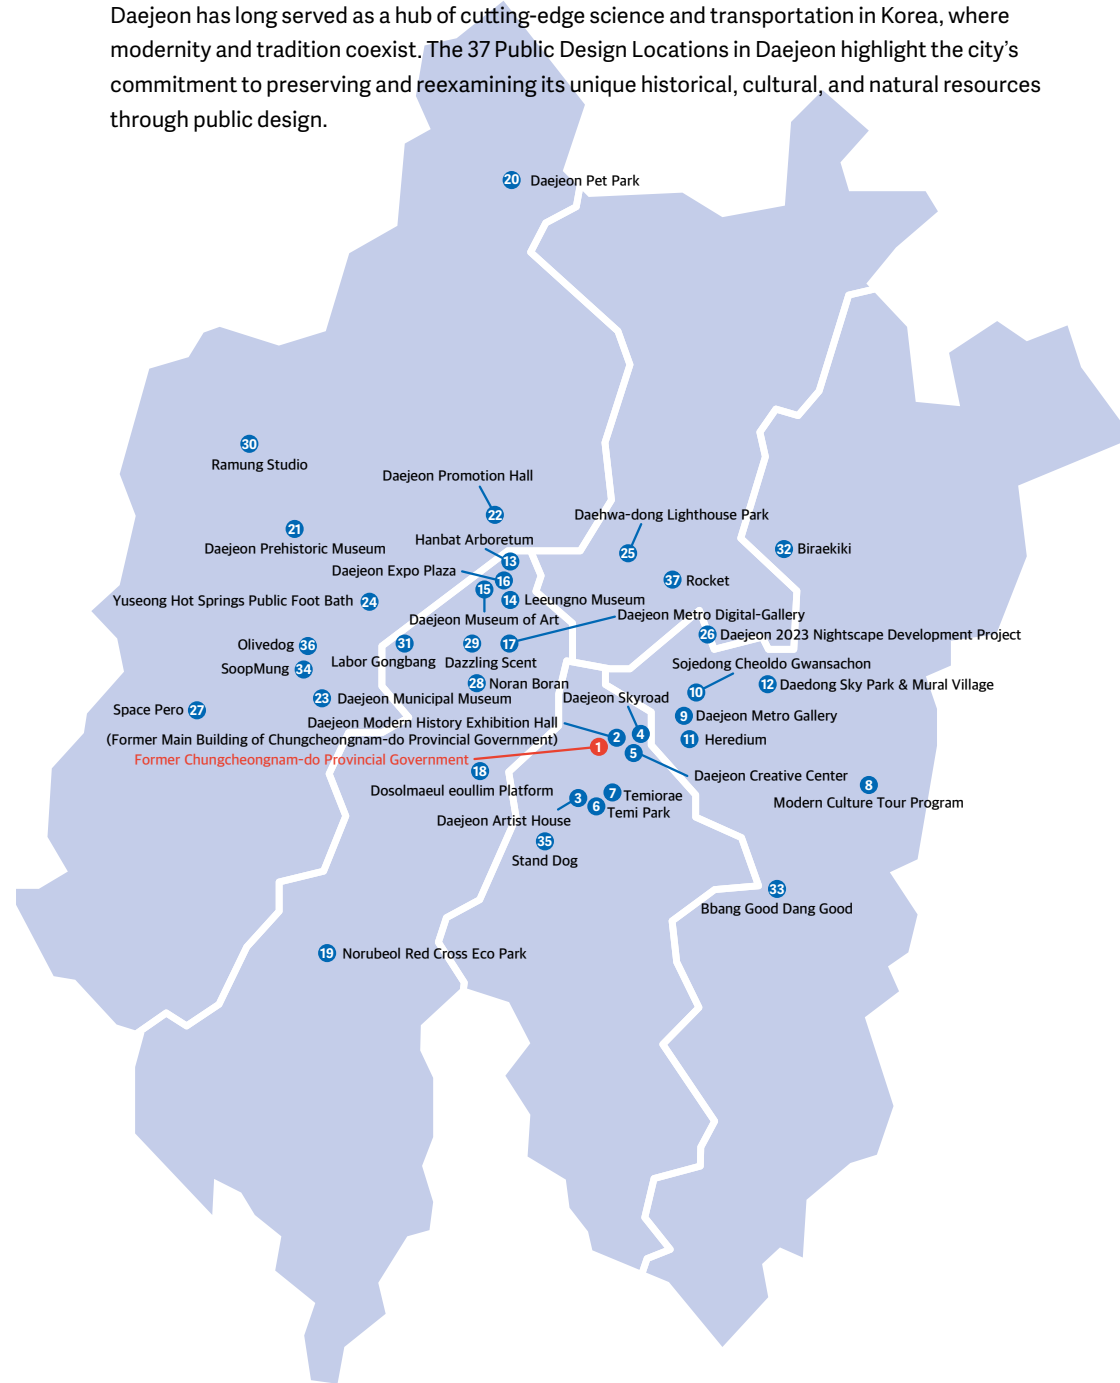 Daejeon has long served as a hub of cutting-edge science and transportation in Korea, where
modernity and tradition coexist. The 37 Public Design Locations in Daejeon highlight the city’s
commitment to preserving and reexamining its unique historical, cultural, and natural resources
through public design.
20 Daejeon Pet Park
30
Ramung Studio
Daejeon Promotion Hall
22
Daehwa-dong Lighthouse Park
25
21
Daejeon Prehistoric Museum
Hanbat Arboretum
13
32 Biraekiki
Daejeon Expo Plaza
16
37 Rocket
15
14 Leeungno Museum
Yuseong Hot Springs Public Foot Bath 24
Daejeon Museum of Art
Daejeon Metro Digital-Gallery
17
26 Daejeon 2023 Nightscape Development Project
Olivedog 36
31
Labor Gongbang
29
Dazzling Scent
SoopMung 34
Sojedong Cheoldo Gwansachon
10
28 Noran Boran
12 Daedong Sky Park & Mural Village
23 Daejeon Municipal Museum
Daejeon Skyroad
4
Space Pero 27
9 Daejeon Metro Gallery
Daejeon Modern History Exhibition Hall
(Former Main Building of Chungcheongnam-do Provincial Government)
2
11 Heredium
Former Chungcheongnam-do Provincial Government
1
5
Daejeon Creative Center
18
Dosolmaeul eoullim Platform
8
Modern Culture Tour Program
3
7 Temiorae
6 Temi Park
Daejeon Artist House
35
Stand Dog
33
Bbang Good Dang Good
19 Norubeol Red Cross Eco Park